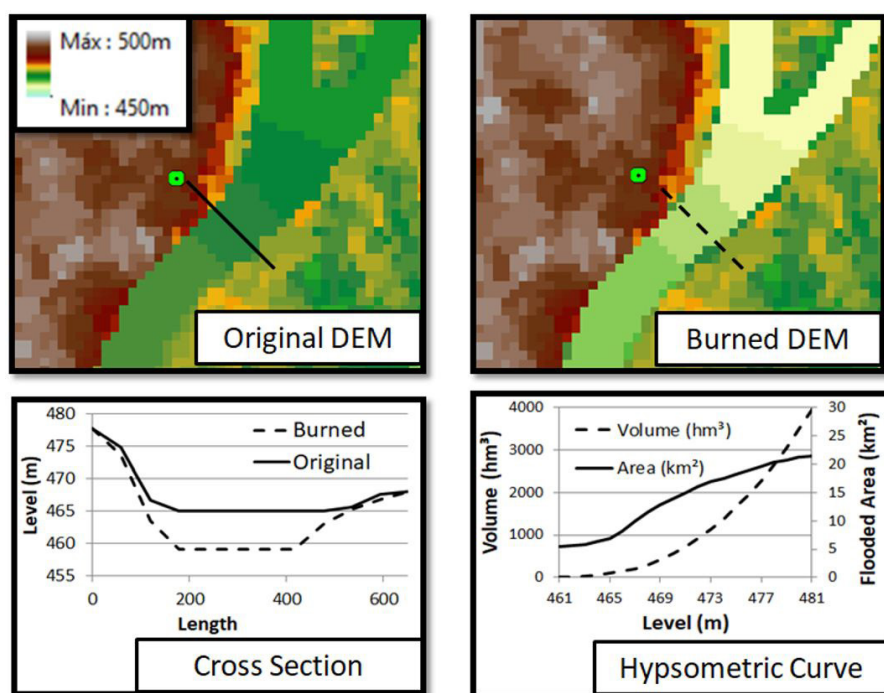 Máx : 500m
Min : 450m
Original DEM
Burned DEM
480
475
470
465
460
455
Level (m)
Burned
Original
0 200 400 600
Length
Cross Section
4000
3000
2000
1000
0
Volume (hm³)
Volume (hm³)
Area (km²)
30
25
20
15
10
5
0
Flooded Area (km²)
461 465 469 473 477 481
Level (m)
Hypsometric Curve